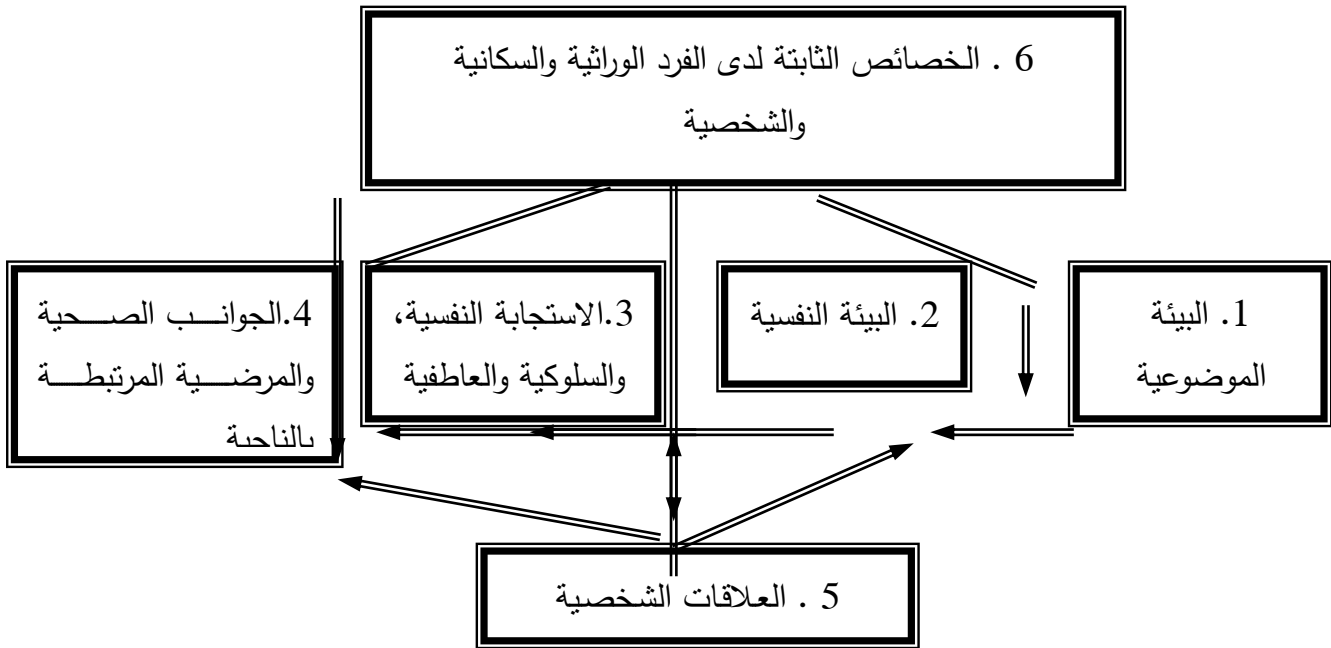 6 . الخصائص الثابتة لدى الفرد الوراثية والسكانية
والشخصية
1. البيئة
الموضوعية
2. البيئة النفسية
3.الاستجابة النفسية،
والسلوكية والعاطفية
4.الجوانب الصحية
والمرضية المرتبطة
بالناحية
5 . العلاقات الشخصية